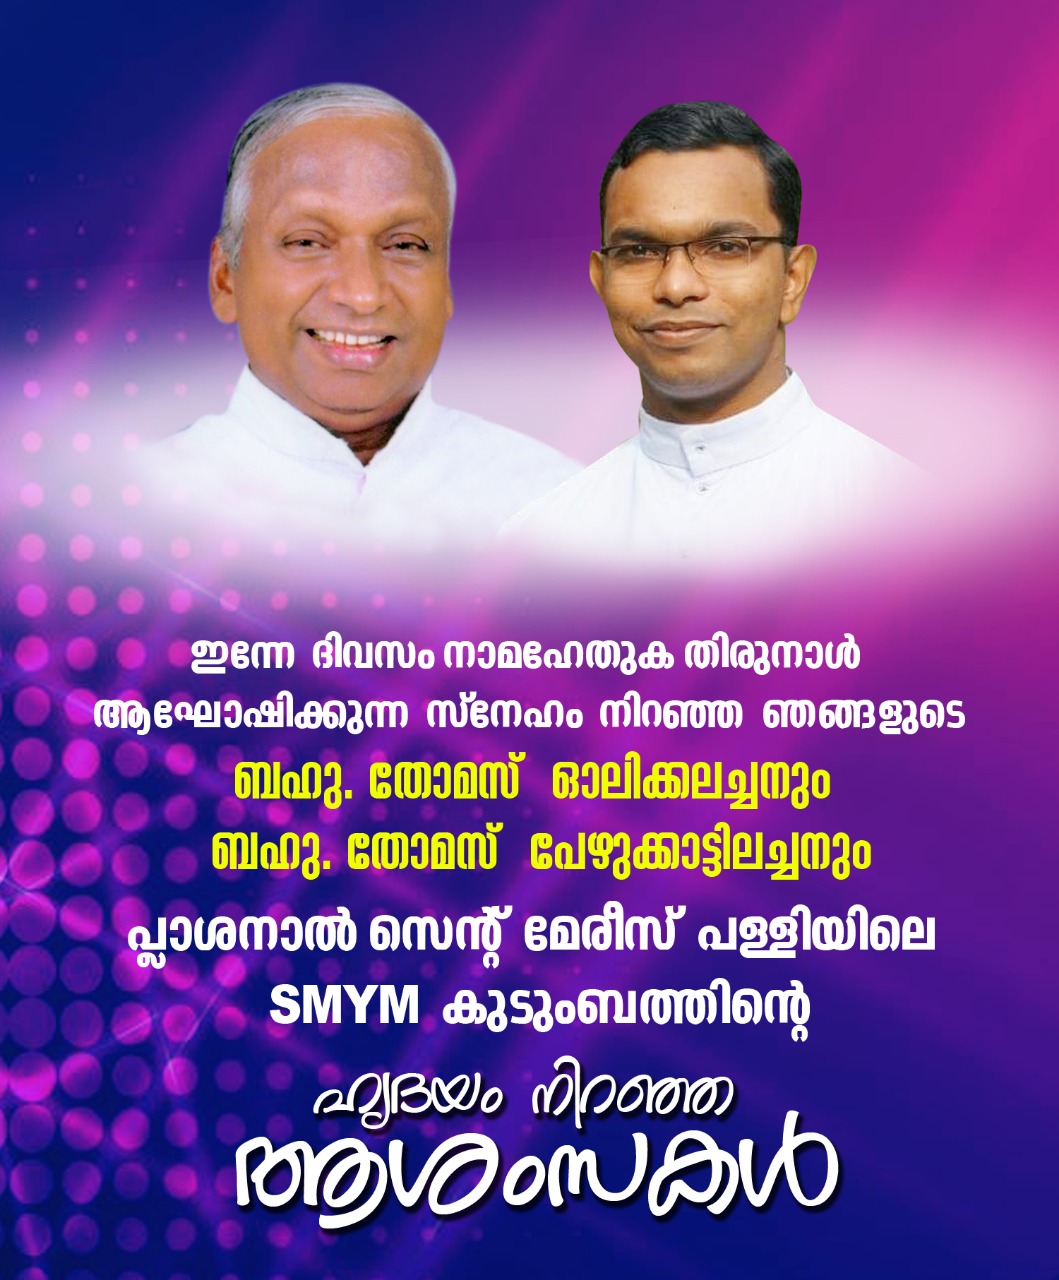 ഇന്നേ ദിവസം നാമഹേതുക തിരുനാൾ
ആഘോഷിക്കുന്ന സ്നേഹം നിറഞ്ഞ ഞങ്ങളുടെ
ബഹു. തോമസ് ഓലിക്കലച്ചനും
ബഹു. തോമസ് പേഴുക്കാട്ടിലച്ചനും
പ്ലാശനാൽ സെന്റ് മേരീസ് പള്ളിയിലെ
SMYM കുടുംബത്തിന്റെ
ഹൃദയം നിറഞ്ഞ
ആശംസകൾ